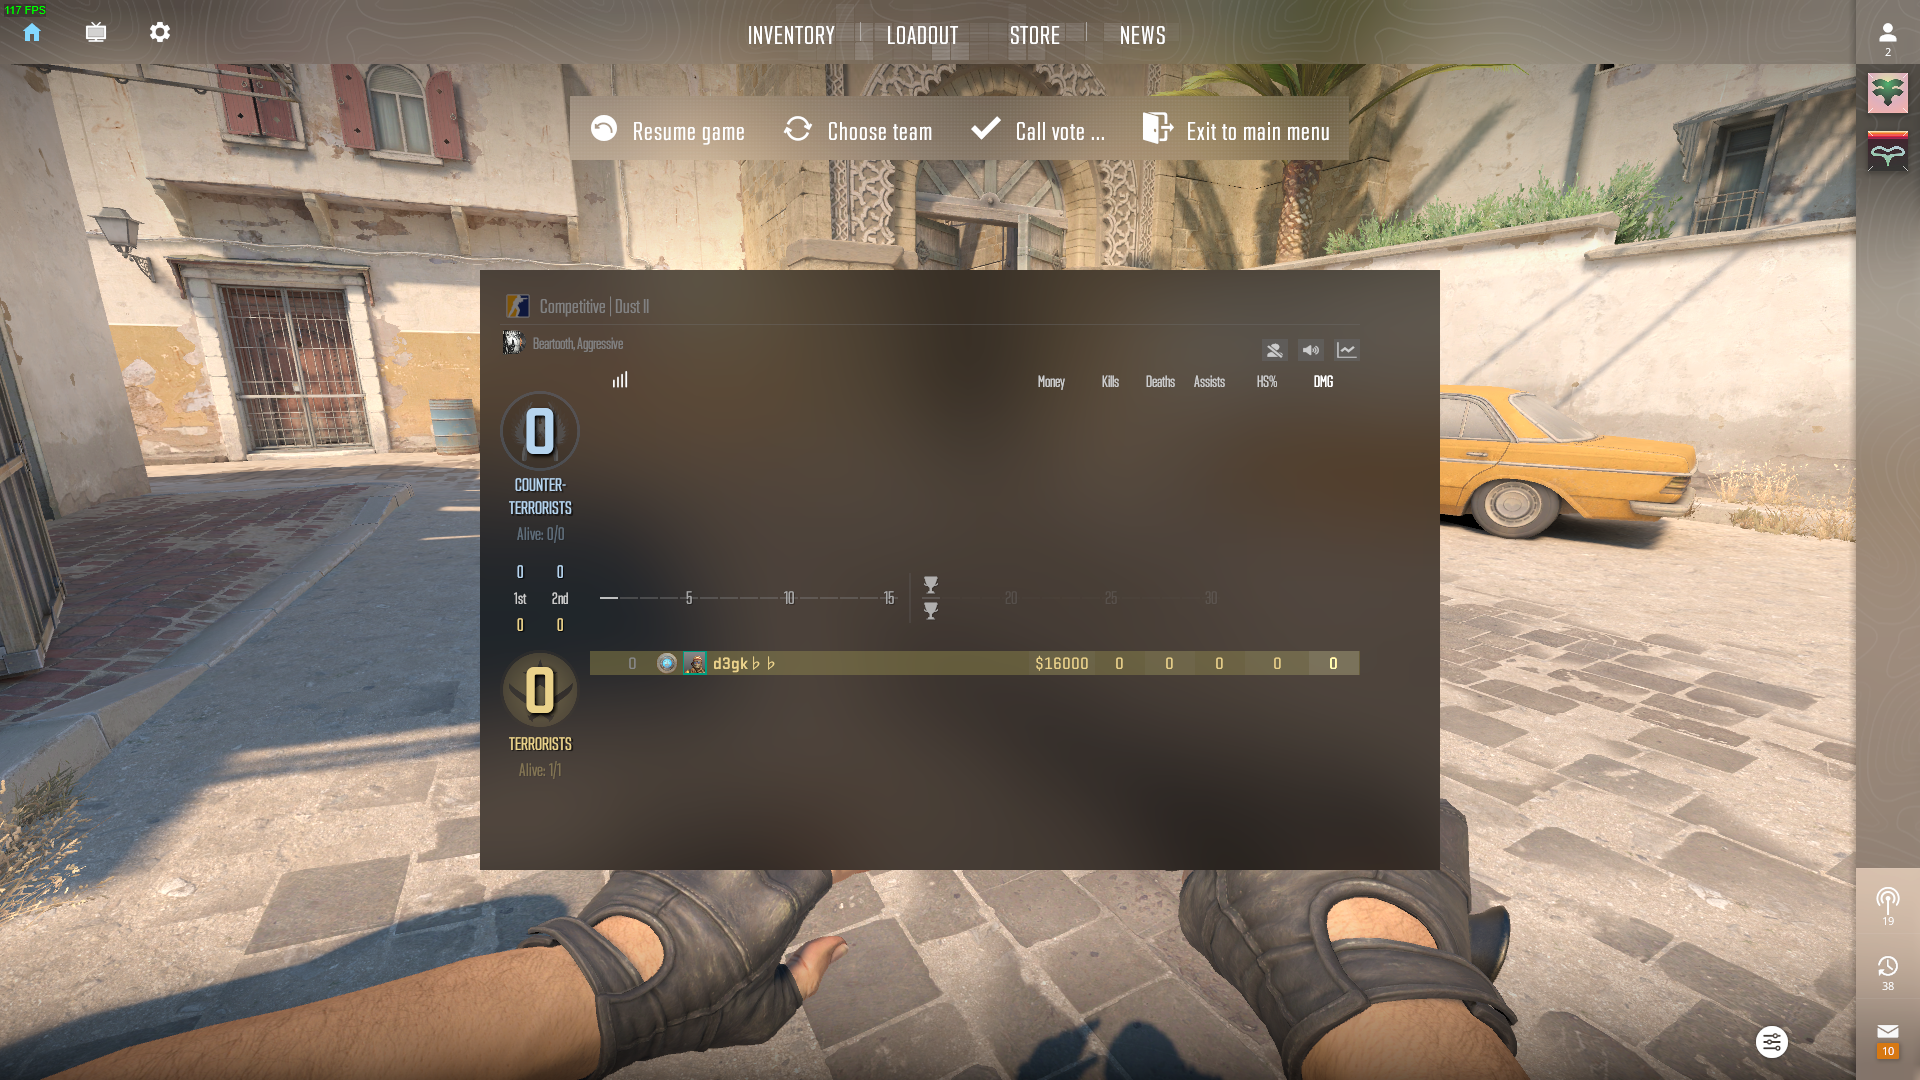 117 FPS
INVENTORY
LOADOUT
STORE
NEWS
2
Resume game
Choose team
Call vote ...
Exit to main menu
Competitive | Dust II
Beartooth, Aggressive
Money Kills Deaths Assists HS% DMG
0
COUNTER-
TERRORISTS
Alive: 0/0
0 0
1st 2nd
5 10 15 20 25 30
0 0
0 d3gk ♭ ♭ $16000 0 0 0 0 0
0
TERRORISTS
Alive: 1/1
19
38
10